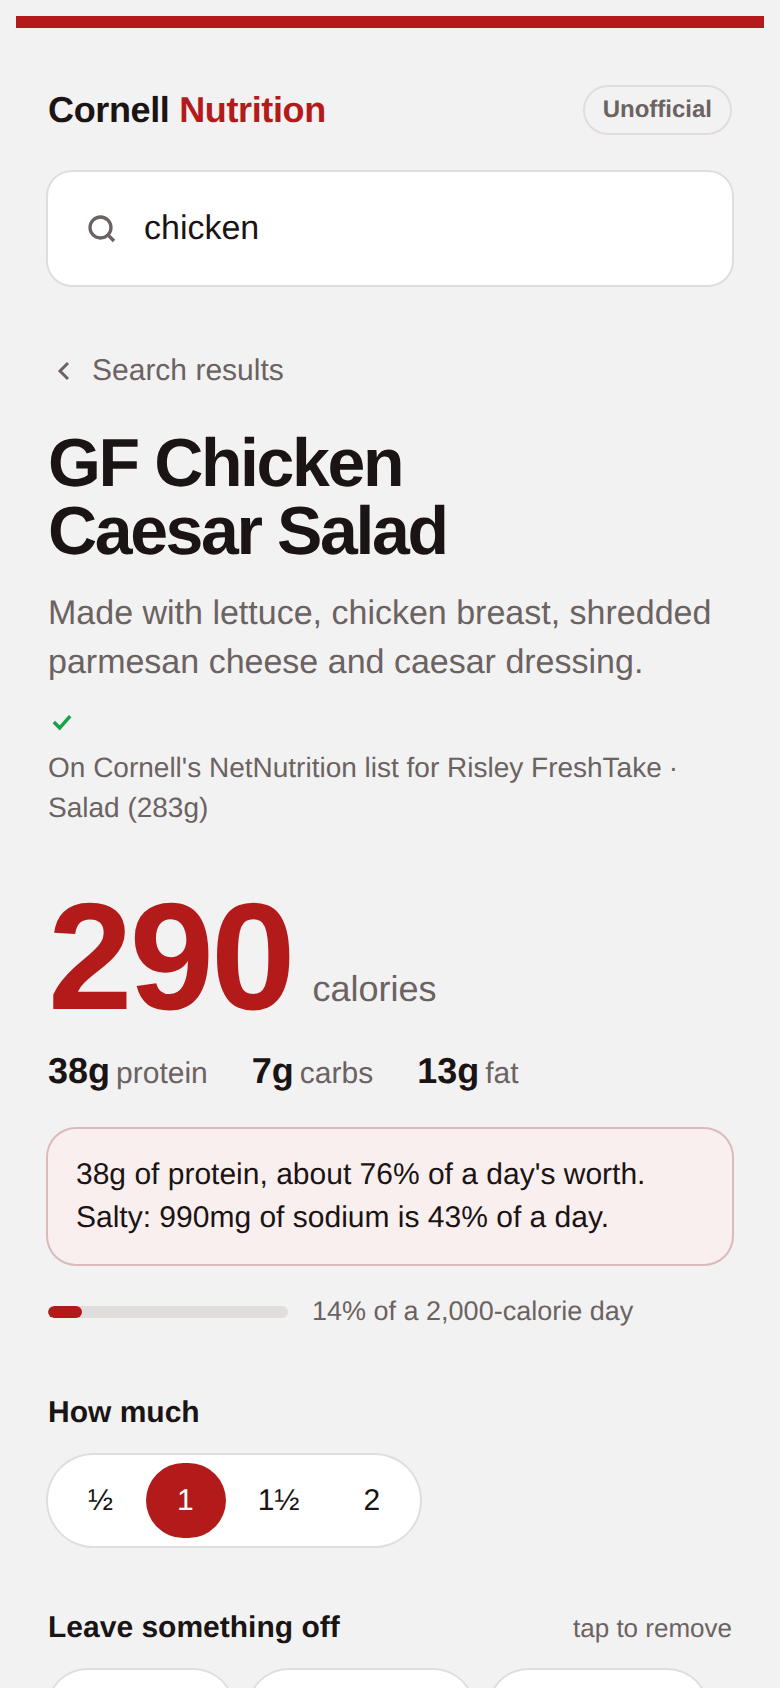 Cornell Nutrition
Unofficial
chicken
Search results
GF Chicken
Caesar Salad
Made with lettuce, chicken breast, shredded
parmesan cheese and caesar dressing.
On Cornell's NetNutrition list for Risley FreshTake ·
Salad (283g)
290 calories
38g protein 7g carbs 13g fat
38g of protein, about 76% of a day's worth.
Salty: 990mg of sodium is 43% of a day.
14% of a 2,000-calorie day
How much
½ 1 1½ 2
Leave something off
tap to remove